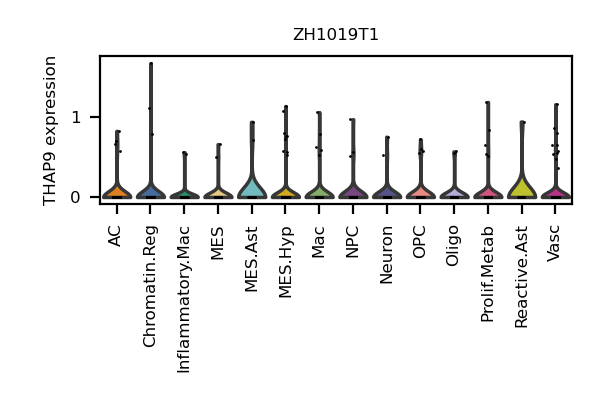 ZH1019T1
THAP9 expression
1
0
AC
Chromatin.Reg
Inflammatory.Mac
MES
MES.Ast
MES.Hyp
Mac
NPC
Neuron
OPC
Oligo
Prolif.Metab
Reactive.Ast
Vasc